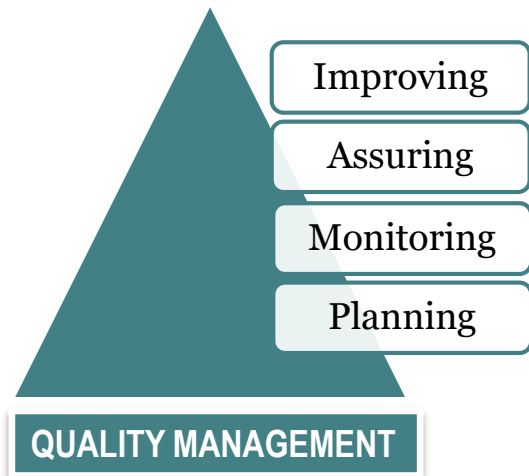 Improving
Assuring
Monitoring
Planning
QUALITY MANAGEMENT